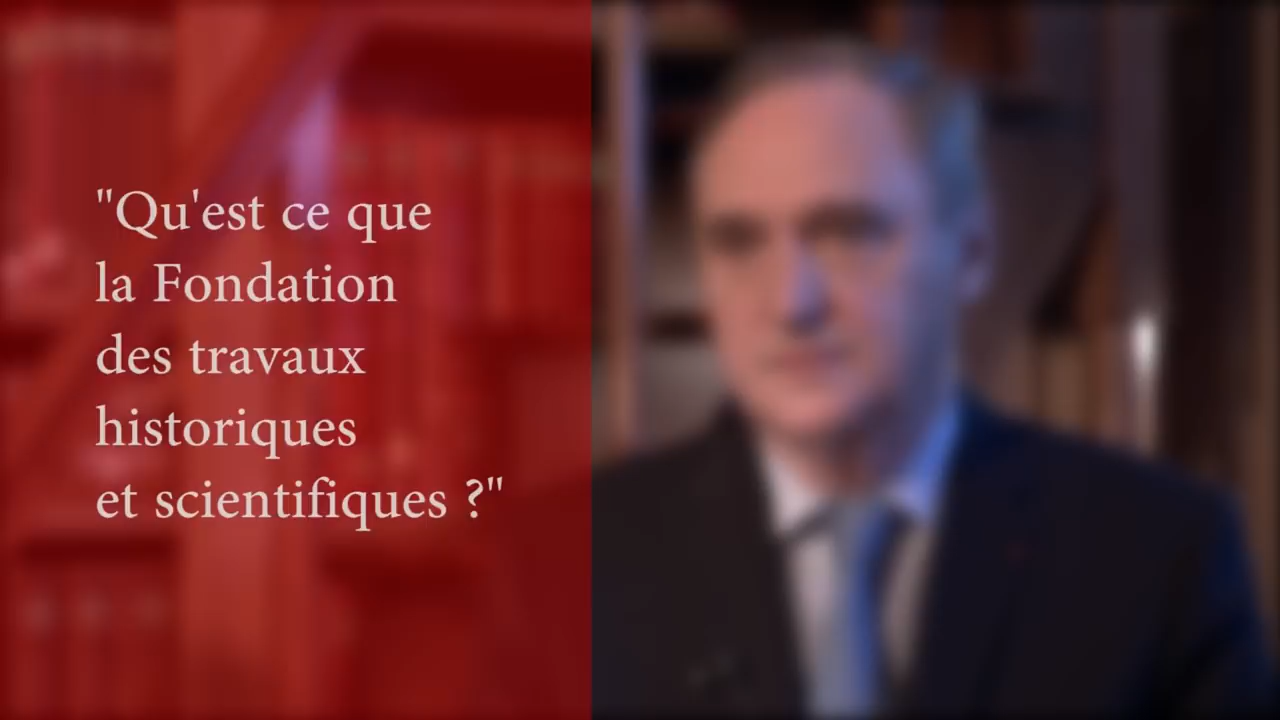 "Qu'est ce que
la Fondation
des travaux
historiques
et scientifiques ?"